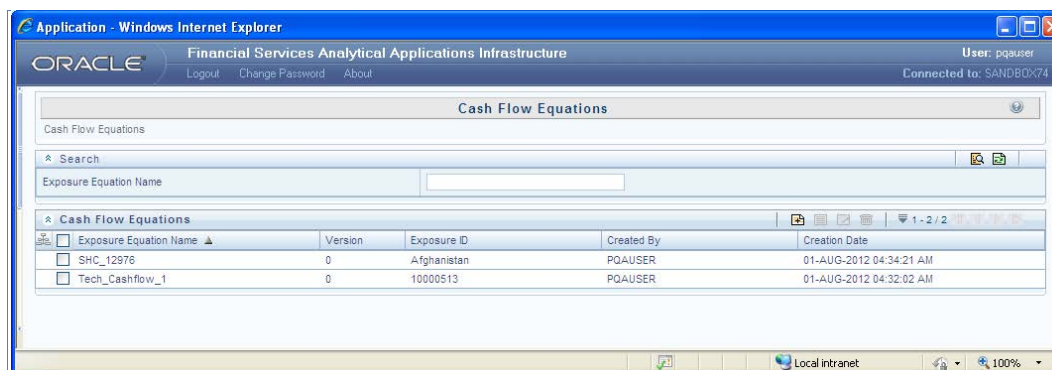 Application - Windows Internet Explorer
ORACLE
Financial Services Analytical Applications Infrastructure
User: pqauser
Logout Change Password About
Connected to: SANDBOX74
Cash Flow Equations
Cash Flow Equations
Search
Exposure Equation Name
Cash Flow Equations 1 - 2 / 2
Exposure Equation Name Version Exposure ID Created By Creation Date
SHC_12976 0 Afghanistan PQAUSER 01-AUG-2012 04:34:21 AM
Tech_Cashflow_1 0 10000513 PQAUSER 01-AUG-2012 04:32:02 AM
Local intranet 100%